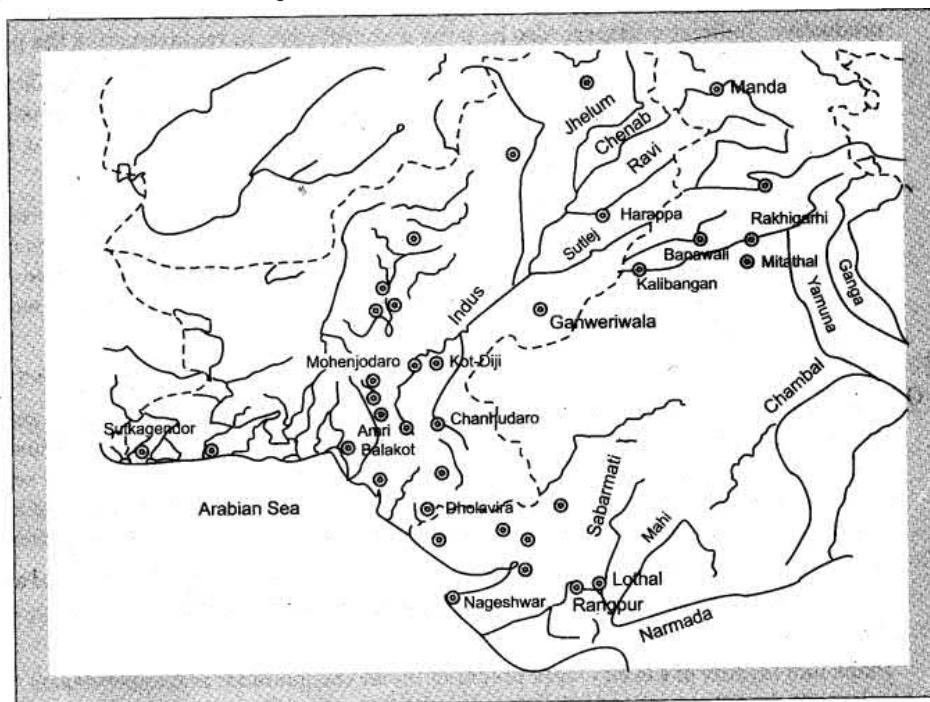 Manda
Jhelum
Chenab
Ravi
Harappa
Rakhigarhi
Sutlej
Banawali
Mitathal
Kalibangan
Yamuna
Ganga
Indus
Ganweriwala
Mohenjodaro
Kot-Diji
Chambal
Chanhudaro
Sutkagendor
Amri
Balakot
Arabian Sea
Dholavira
Sabarmati
Mahi
Lothal
Nageshwar
Rangpur
Narmada